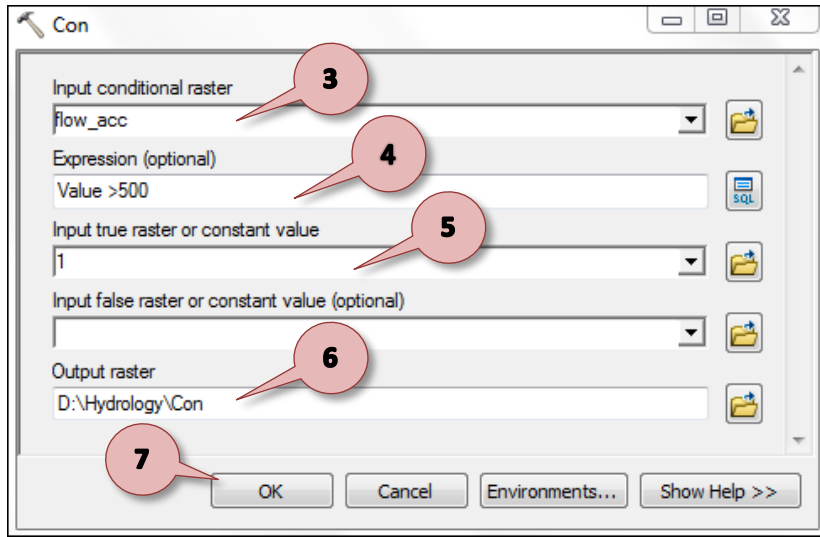 Con
3
Input conditional raster
flow_acc
4
Expression (optional)
Value >500
SQL
5
Input true raster or constant value
1
Input false raster or constant value (optional)
6
Output raster
D:\Hydrology\Con
7
OK Cancel Environments... Show Help >>